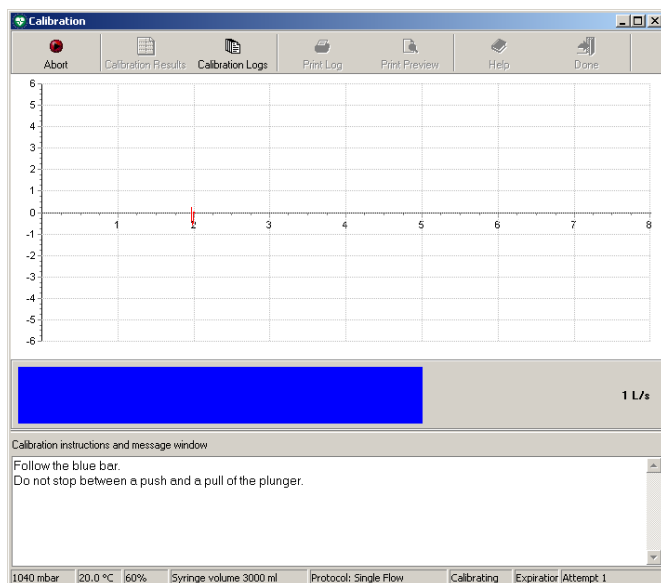 Calibration
Abort
Calibration Results
Calibration Logs
Print Log
Print Preview
Help
Done
6
5
4
3
2
1
0
-1
-2
-3
-4
-5
-6
1 2 3 4 5 6 7 8
1 L/s
Calibration instructions and message window
Follow the blue bar.
Do not stop between a push and a pull of the plunger.
1040 mbar 20.0 °C 60% Syringe volume 3000 ml Protocol: Single Flow Calibrating Expiration Attempt 1